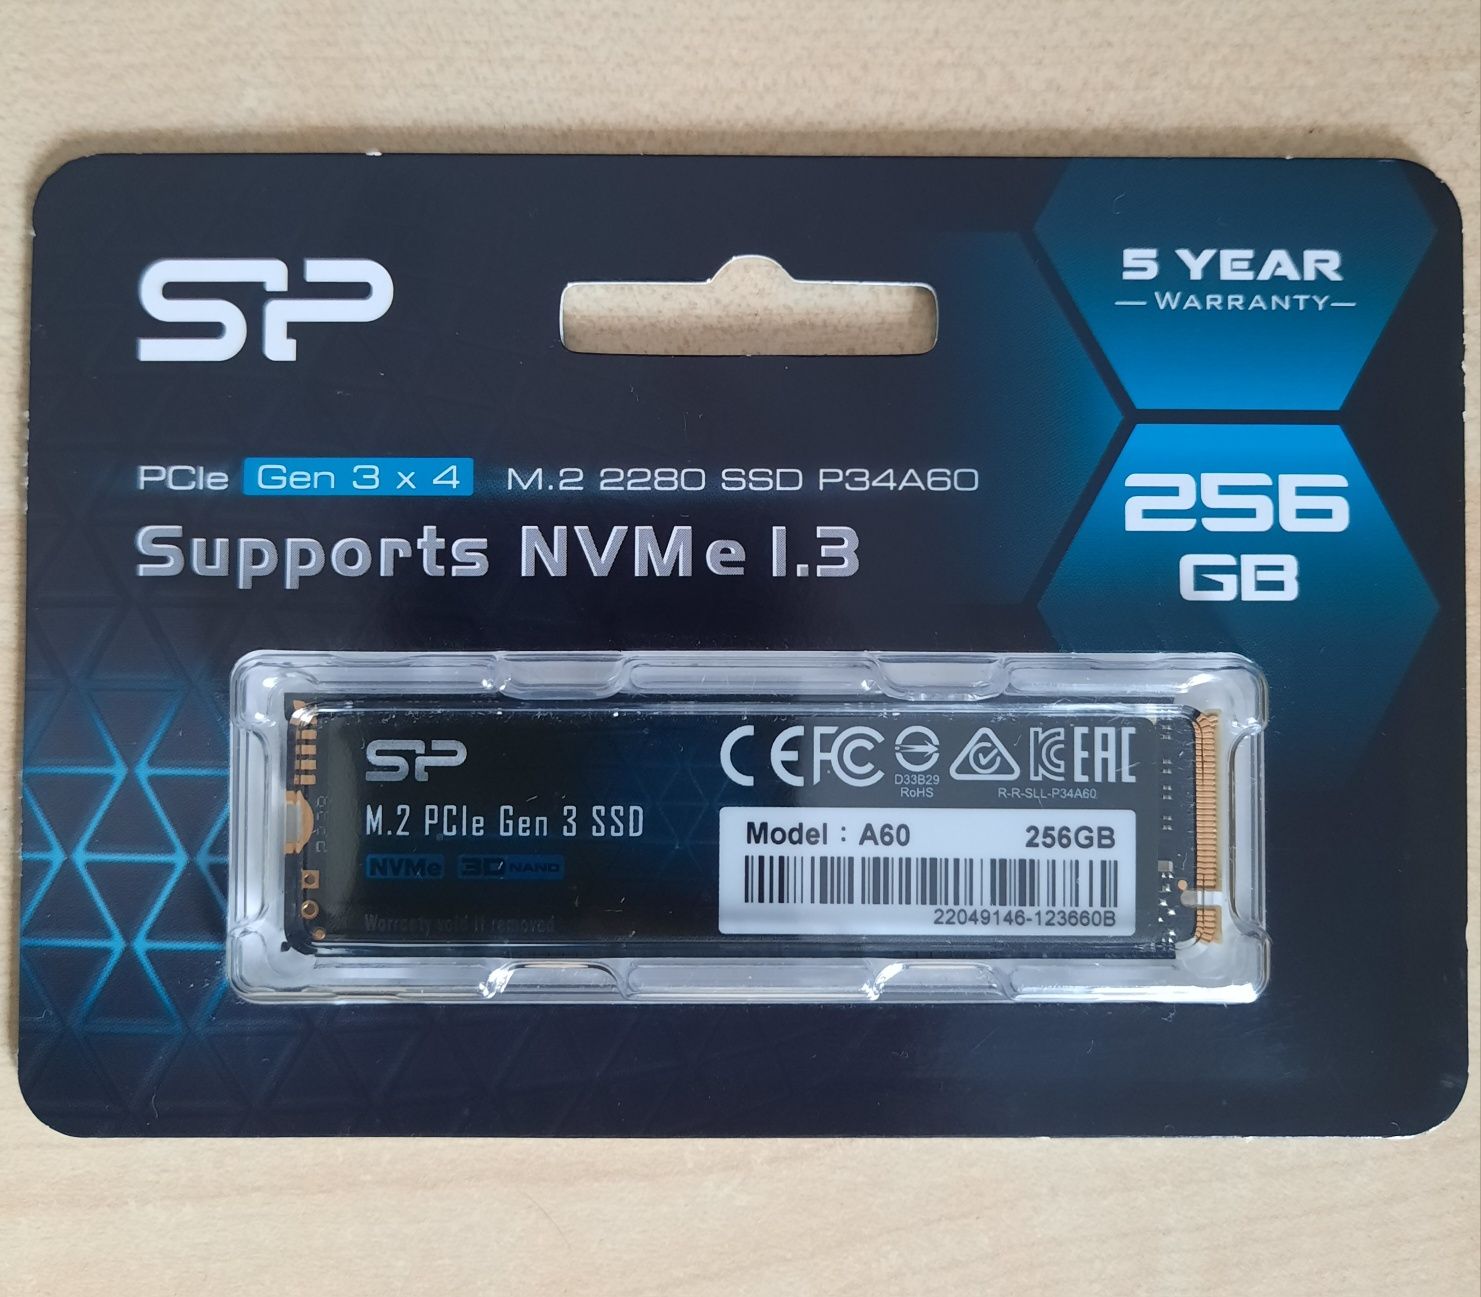 SP
5 YEAR
WARRANTY
PCIe Gen 3 x 4 M.2 2280 SSD P34A60
Supports NVMe 1.3
256
GB
SP
M.2 PCIe Gen 3 SSD
NVMe 3D NAND
Warranty void if removed
CE FC EAC
D33B29
RoHS
R-R-SLL-P34A60
Model : A60 256GB
22049146-123660B